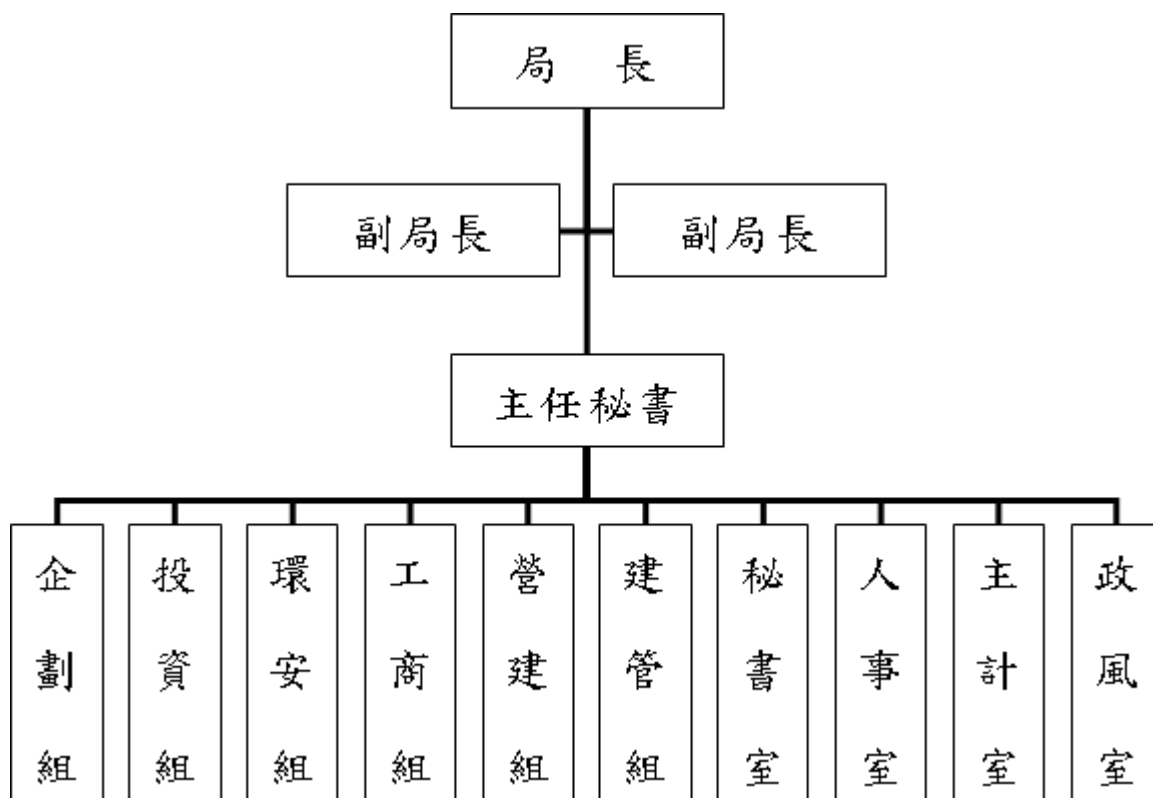 局 長
副局長
副局長
主任秘書
企劃組
投資組
環安組
工商組
營建組
建管組
秘書室
人事室
主計室
政風室